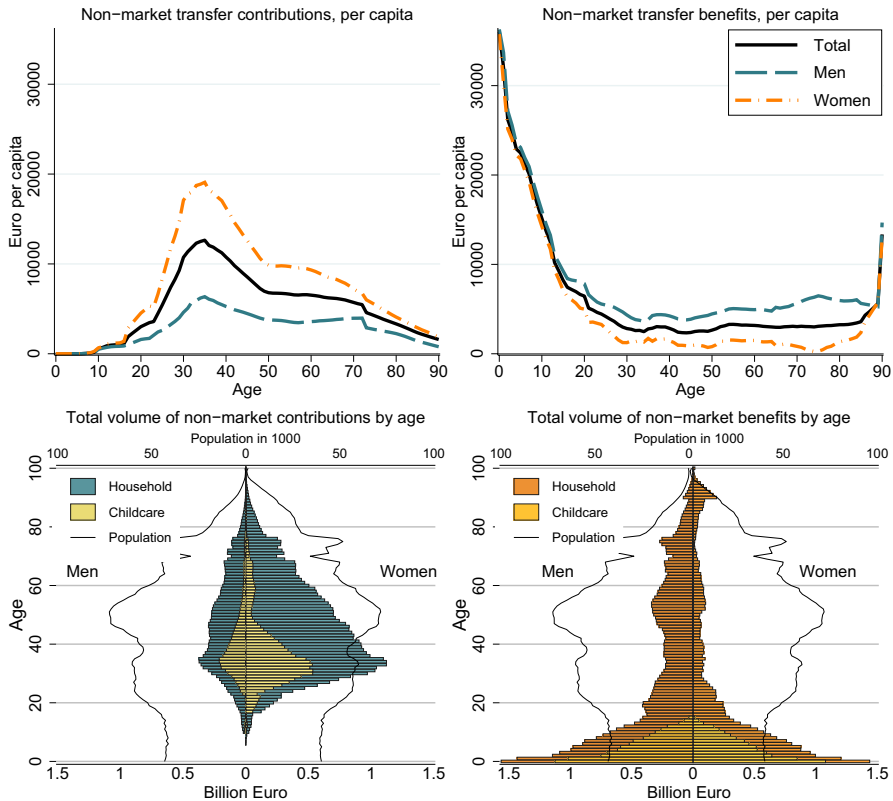 Non−market transfer contributions, per capita
Euro per capita
0 10000 20000 30000
0 10 20 30 40 50 60 70 80 90
Age
Non−market transfer benefits, per capita
Total
Men
Women
Euro per capita
0 10000 20000 30000
0 10 20 30 40 50 60 70 80 90
Age
Total volume of non−market contributions by age
Population in 1000
100 50 0 50 100
Household
Childcare
Population
Men
Women
Age
0 20 40 60 80 100
1.5 1 0.5 0 0.5 1 1.5
Billion Euro
Total volume of non−market benefits by age
Population in 1000
100 50 0 50 100
Household
Childcare
Population
Men
Women
Age
0 20 40 60 80 100
1.5 1 0.5 0 0.5 1 1.5
Billion Euro